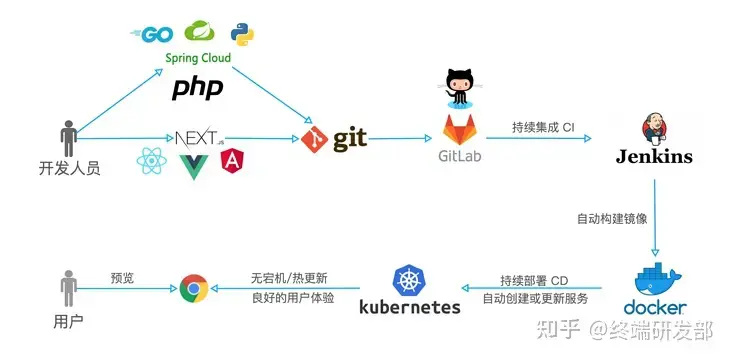 GO
Spring Cloud
php
开发人员
NEXT
.JS
git
GitLab
持续集成 CI
Jenkins
自动构建镜像
用户
预览
无宕机/热更新
良好的用户体验
kubernetes
持续部署 CD
自动创建或更新服务
docker
知乎 @终端研发部